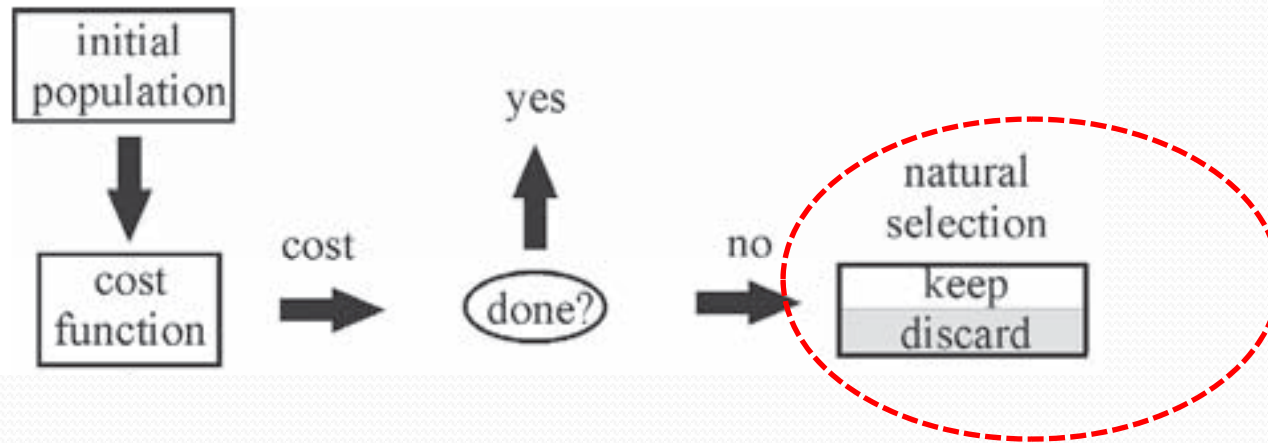 initial
population
cost
function
cost
yes
done?
no
natural
selection
keep
discard